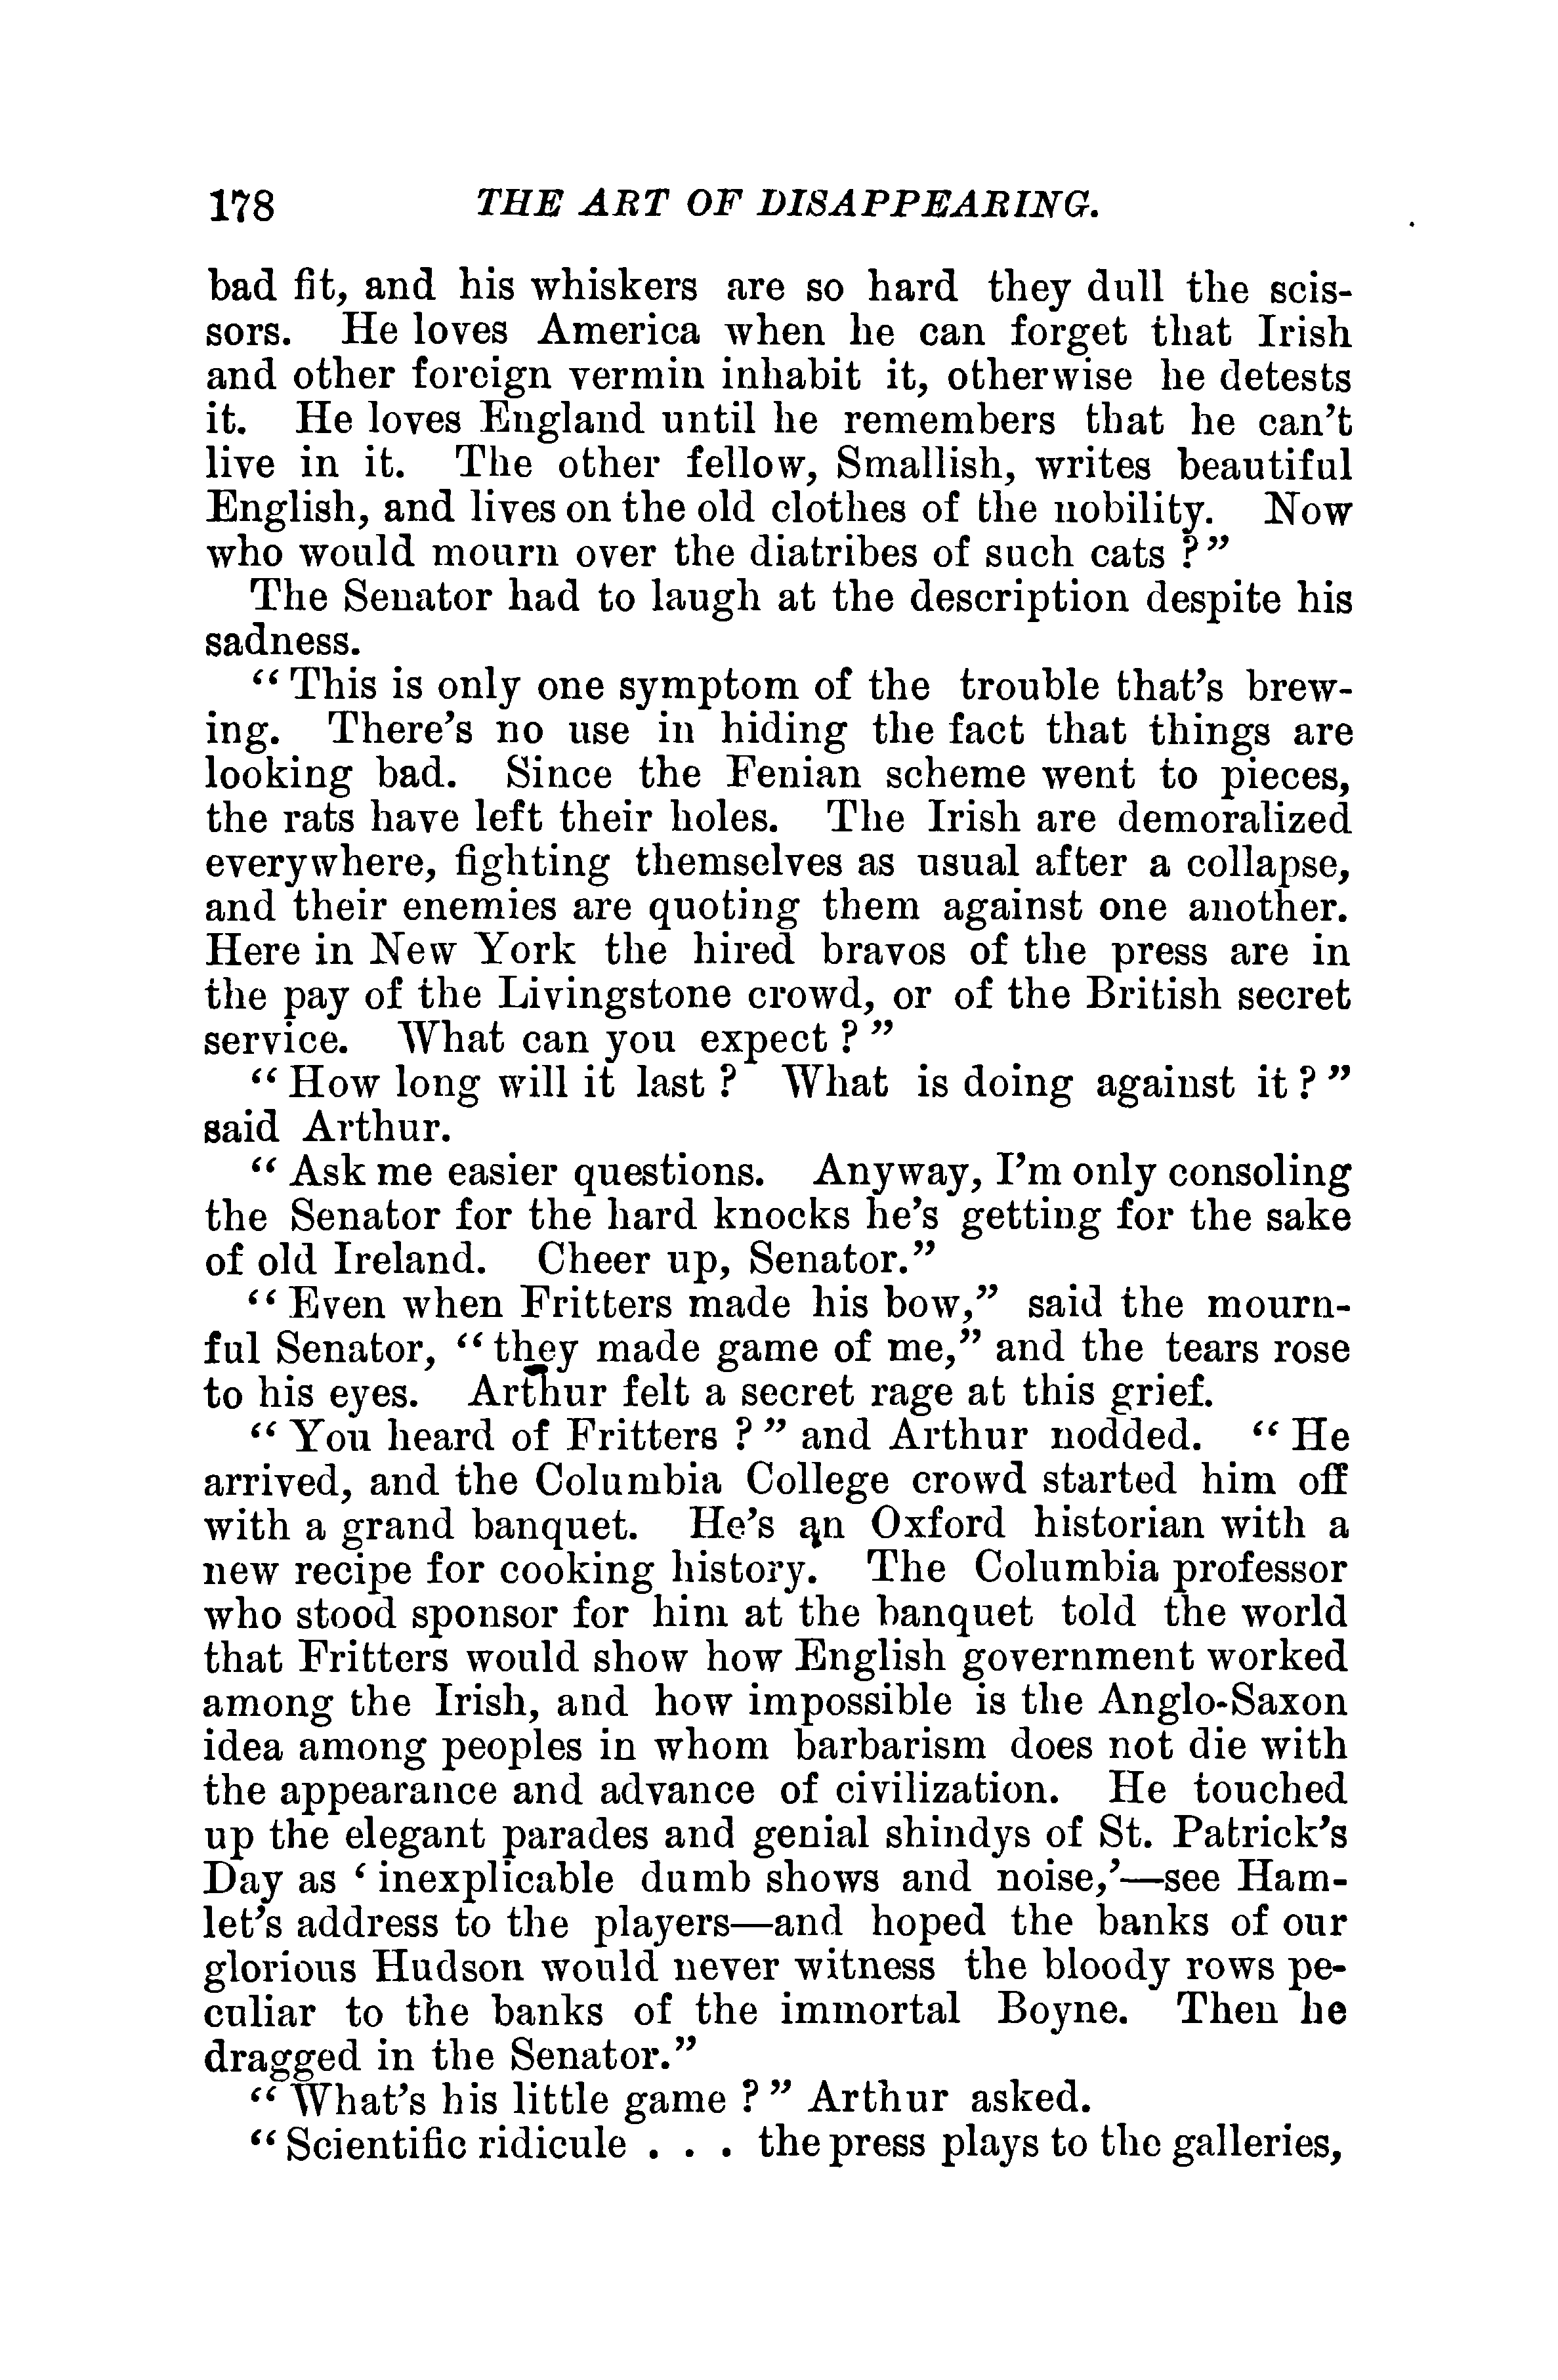 178 THE ART OF DISAPPEARING.
bad fit, and his whiskers are so hard they dull the scis-
sors. He loves America when he can forget that Irish
and other foreign vermin inhabit it, otherwise he detests
it. He loves England until he remembers that he can't
live in it. The other fellow, Smallish, writes beautiful
English, and lives on the old clothes of the nobility. Now
who would mourn over the diatribes of such cats ?”
The Senator had to laugh at the description despite his
sadness.
“ This is only one symptom of the trouble that's brew-
ing. There's no use in hiding the fact that things are
looking bad. Since the Fenian scheme went to pieces,
the rats have left their holes. The Irish are demoralized
everywhere, fighting themselves as usual after a collapse,
and their enemies are quoting them against one another.
Here in New York the hired bravos of the press are in
the pay of the Livingstone crowd, or of the British secret
service. What can you expect ? ”
“ How long will it last ? What is doing against it ? ”
said Arthur.
“ Ask me easier questions. Anyway, I'm only consoling
the Senator for the hard knocks he's getting for the sake
of old Ireland. Cheer up, Senator.”
“ Even when Fritters made his bow,” said the mourn-
ful Senator, “ they made game of me,” and the tears rose
to his eyes. Arthur felt a secret rage at this grief.
“ You heard of Fritters ? ” and Arthur nodded. “ He
arrived, and the Columbia College crowd started him off
with a grand banquet. He's an Oxford historian with a
new recipe for cooking history. The Columbia professor
who stood sponsor for him at the banquet told the world
that Fritters would show how English government worked
among the Irish, and how impossible is the Anglo-Saxon
idea among peoples in whom barbarism does not die with
the appearance and advance of civilization. He touched
up the elegant parades and genial shindys of St. Patrick's
Day as ‘ inexplicable dumb shows and noise,’—see Ham-
let's address to the players—and hoped the banks of our
glorious Hudson would never witness the bloody rows pe-
culiar to the banks of the immortal Boyne. Then he
dragged in the Senator.”
“ What's his little game ? ” Arthur asked.
“ Scientific ridicule . . . the press plays to the galleries,